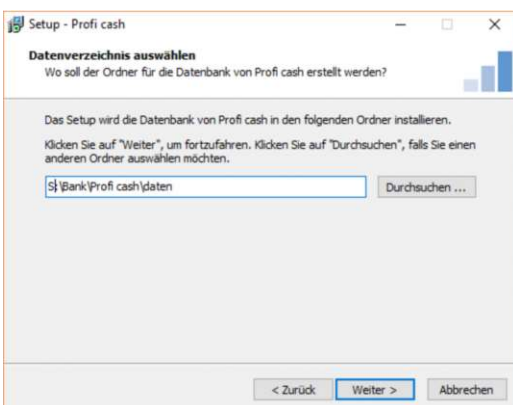 Setup - Profi cash
Datenverzeichnis auswählen
Wo soll der Ordner für die Datenbank von Profi cash erstellt werden?
Das Setup wird die Datenbank von Profi cash in den folgenden Ordner installieren.
Klicken Sie auf "Weiter", um fortzufahren. Klicken Sie auf "Durchsuchen", falls Sie einen
anderen Ordner auswählen möchten.
S:\Bank\Profi cash\daten
Durchsuchen ...
< Zurück
Weiter >
Abbrechen